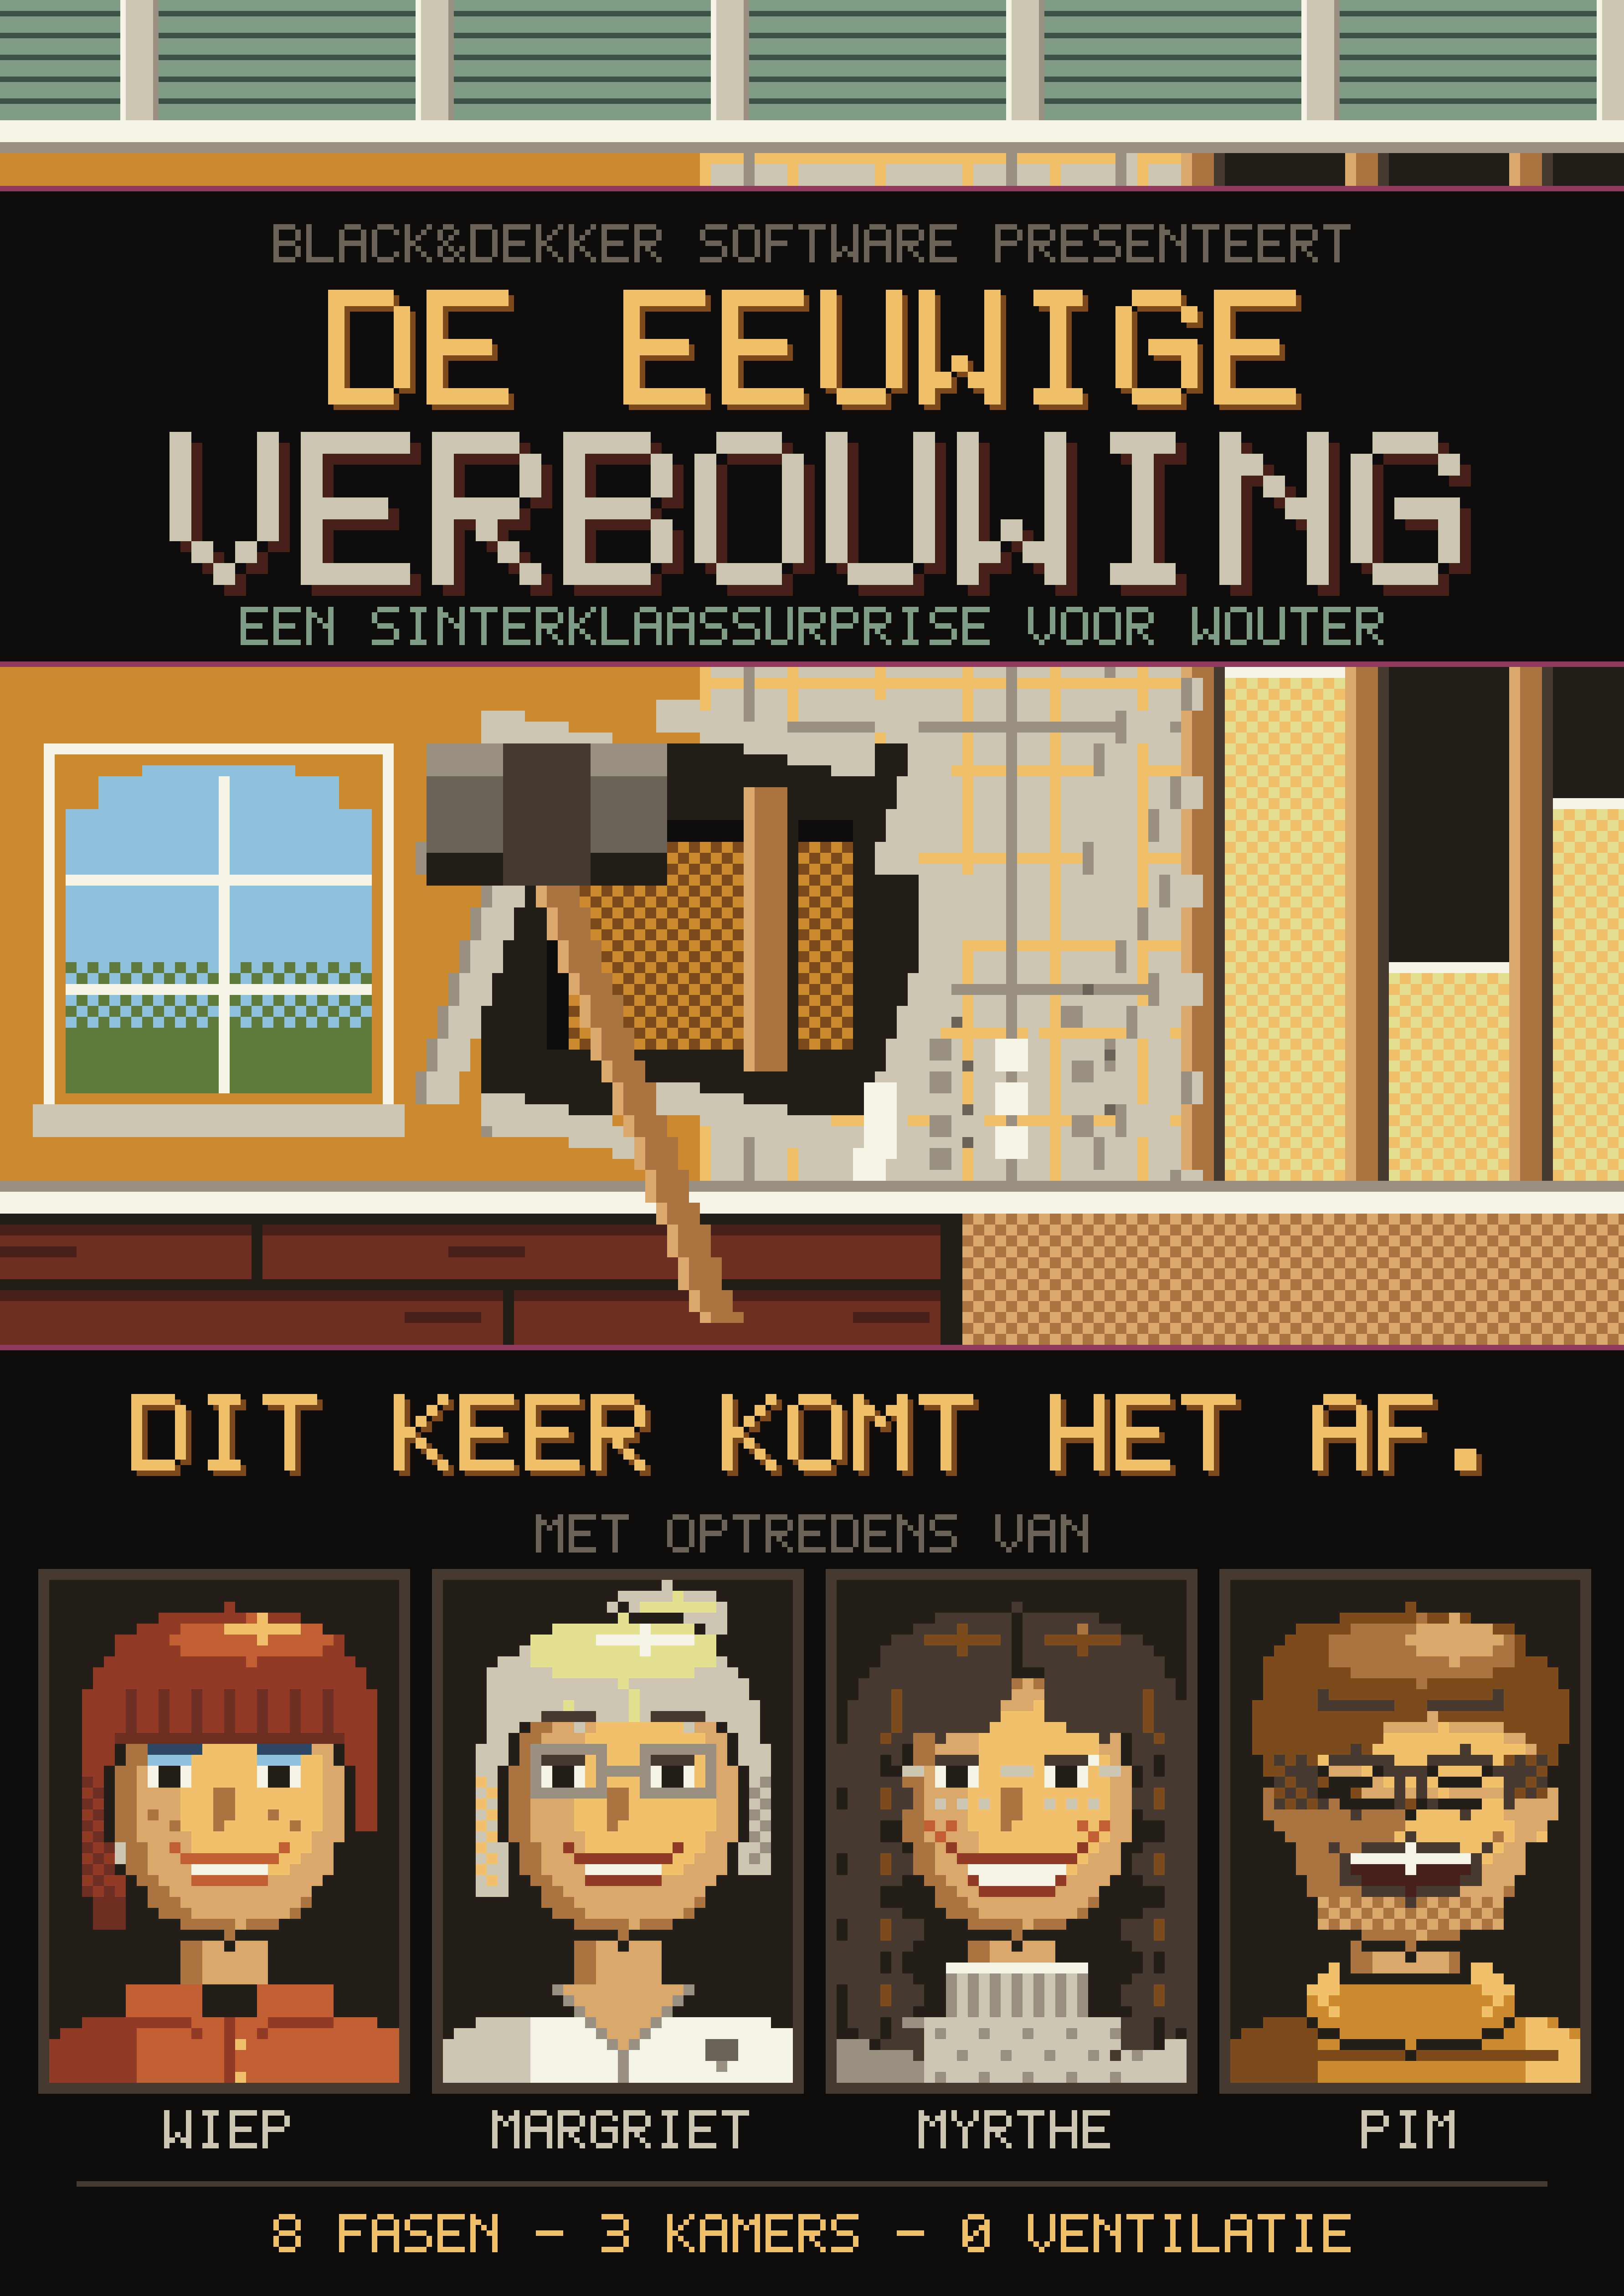 BLACK&DEKKER SOFTWARE PRESENTEERT
DE EEUWIGE
VERBOUWING
EEN SINTERKLAASSURPRISE VOOR WOUTER
DIT KEER KOMT HET AF.
MET OPTREDENS VAN
WIEP MARGRIET MYRTHE PIM
8 FASEN - 3 KAMERS - 0 VENTILATIE